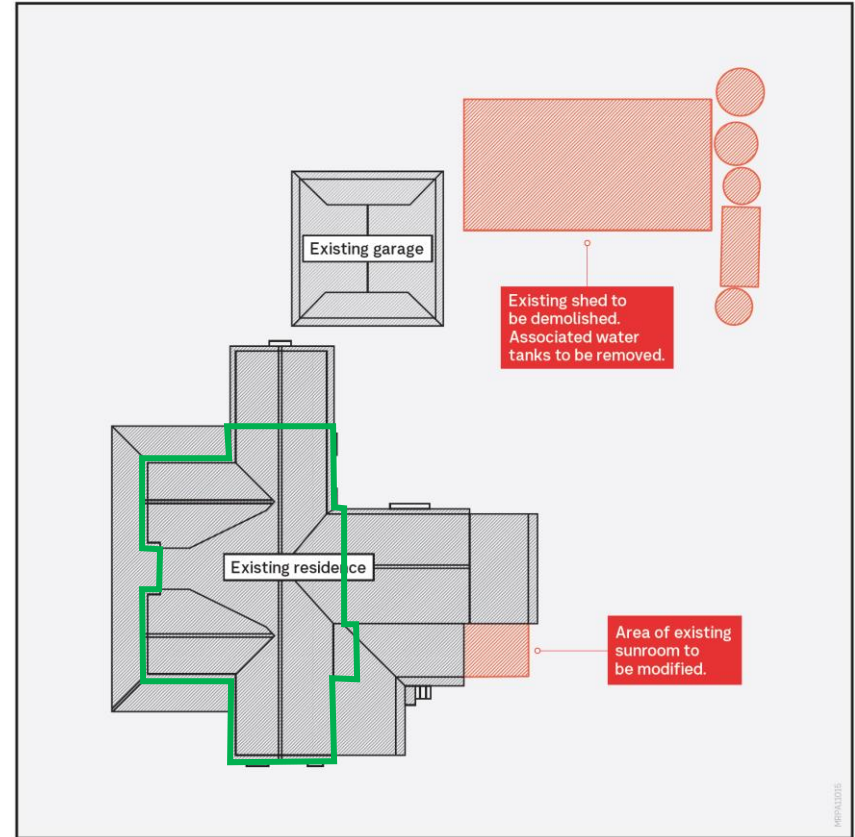 Existing garage
Existing shed to
be demolished.
Associated water
tanks to be removed.
Existing residence
Area of existing
sunroom to
be modified.